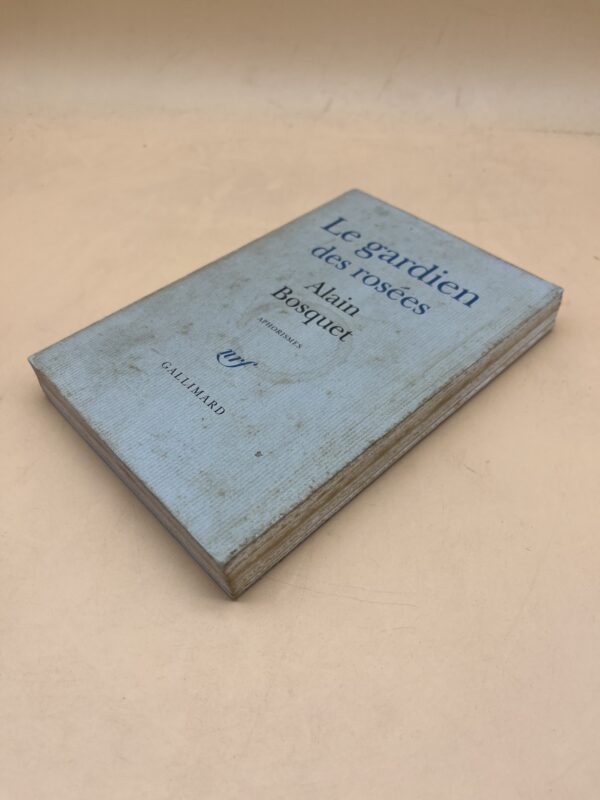 Le gardien
des rosées
Alain
Bosquet
APHORISMES
nrf
GALLIMARD